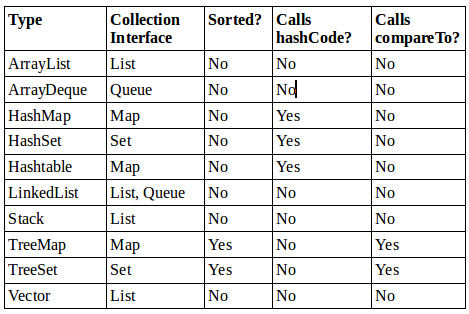 Type Collection Interface Sorted? Calls hashCode? Calls compareTo?
ArrayList List No No No
ArrayDeque Queue No No No
HashMap Map No Yes No
HashSet Set No Yes No
Hashtable Map No Yes No
LinkedList List, Queue No No No
Stack List No No No
TreeMap Map Yes No Yes
TreeSet Set Yes No Yes
Vector List No No No